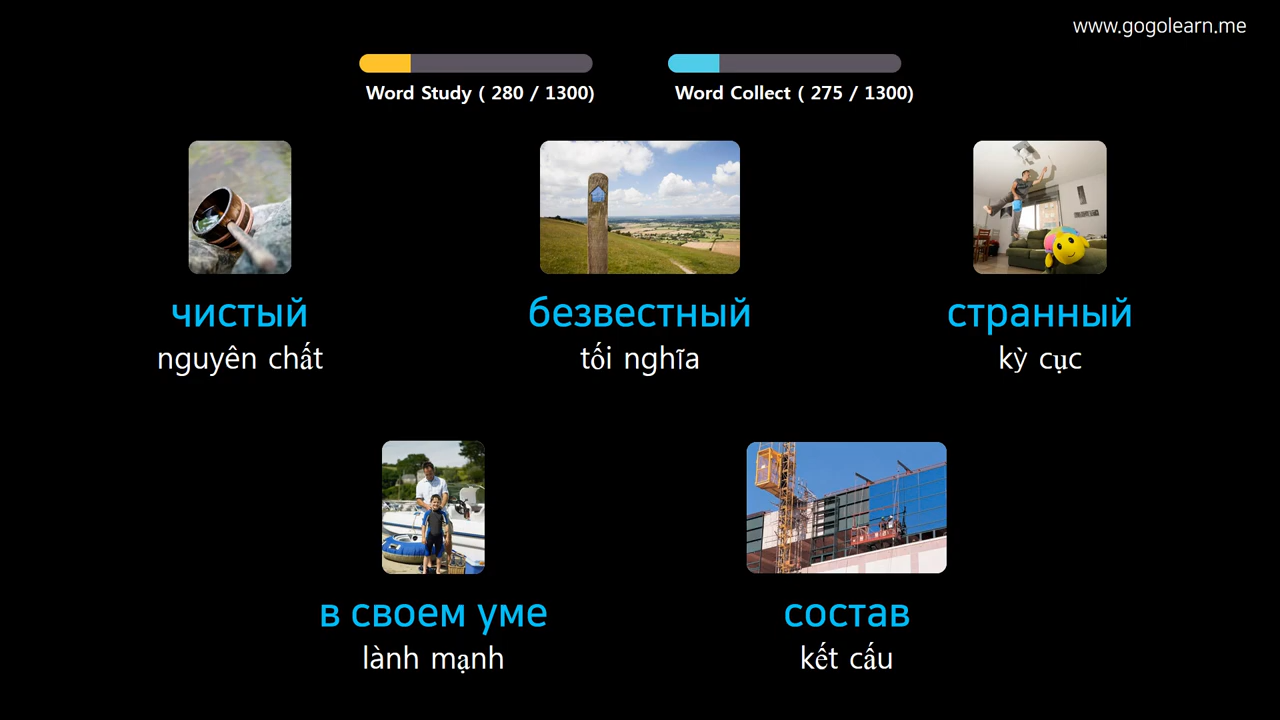 www.gogolearn.me
Word Study ( 280 / 1300)
Word Collect ( 275 / 1300)
чистый
nguyên chất
безвестный
tối nghĩa
странный
kỳ cục
в своем уме
lành mạnh
состав
kết cấu